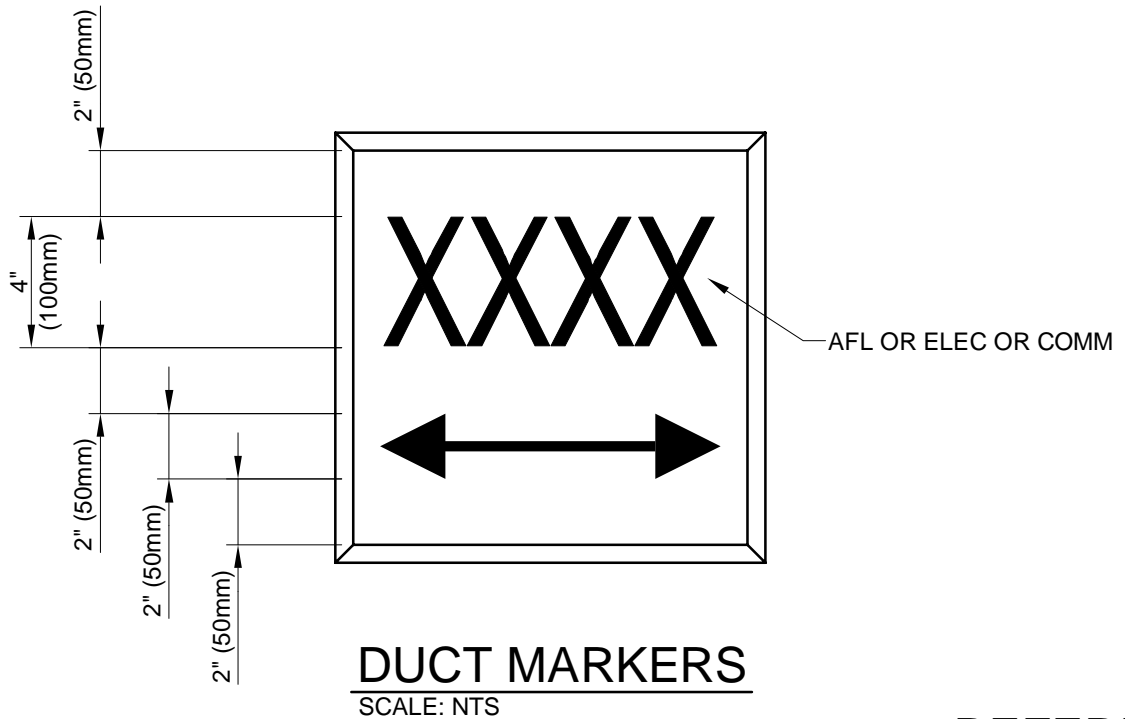 2" (50mm)
4"
(100mm)
2" (50mm)
2" (50mm)
2" (50mm)
XXXX
AFL OR ELEC OR COMM
DUCT MARKERS
SCALE: NTS